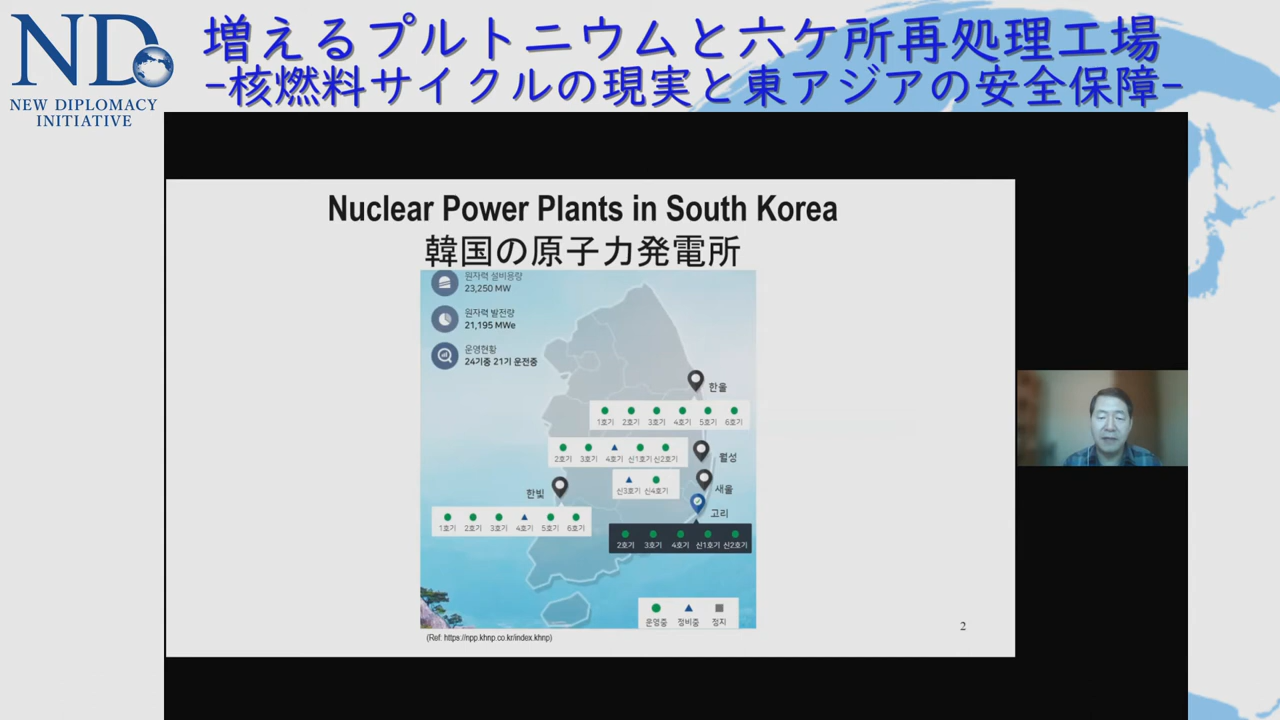 NEW DIPLOMACY
INITIATIVE
増えるプルトニウムと六ケ所再処理工場
-核燃料サイクルの現実と東アジアの安全保障-
Nuclear Power Plants in South Korea
韓国の原子力発電所
원자력 설비용량
23,250 MW
원자력 발전량
21,195 MWe
운영현황
24기중 21기 운전중
한울
1호기 2호기 3호기 4호기 5호기 6호기
월성
2호기 3호기 4호기 신1호기 신2호기
새울
신3호기 신4호기
한빛
1호기 2호기 3호기 4호기 5호기 6호기
고리
2호기 3호기 4호기 신1호기 신2호기
운영중 정비중 정지
(Ref: https://npp.khnp.co.kr/index.khnp)
2